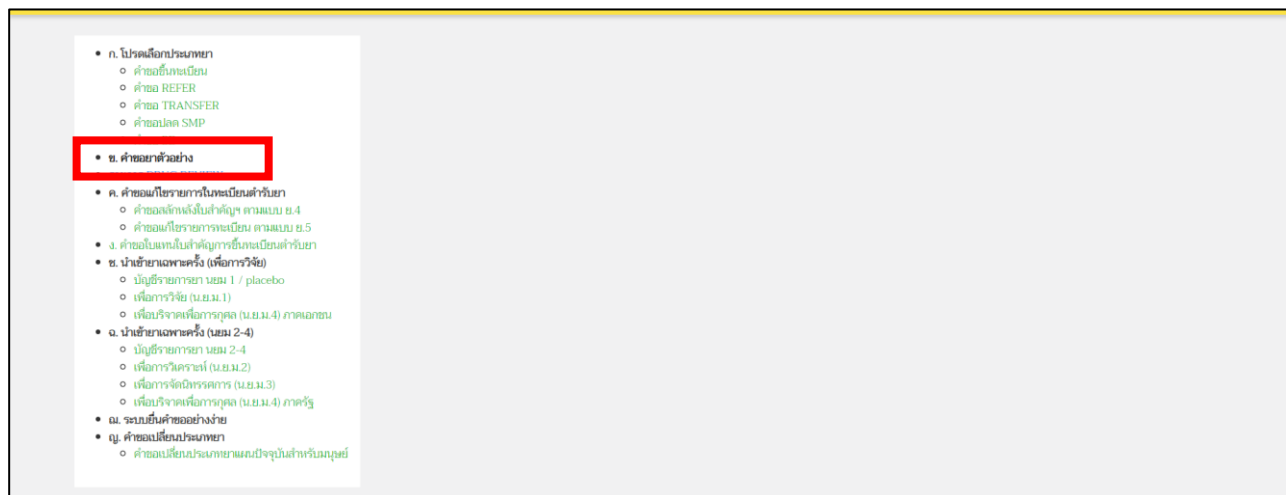 ก. โปรดเลือกประเภทยา
คำขอขึ้นทะเบียน
คำขอ REFER
คำขอ TRANSFER
คำขอปลด SMP
ข. คำขอยาตัวอย่าง
ค. คำขอแก้ไขรายการในทะเบียนตำรับยา
คำขอสลักหลังใบสำคัญฯ ตามแบบ ย.4
คำขอแก้ไขรายการทะเบียน ตามแบบ ย.5
ง. คำขอใบแทนใบสำคัญการขึ้นทะเบียนตำรับยา
ช. นำเข้ายาเฉพาะครั้ง (เพื่อการวิจัย)
บัญชีรายการยา นยม 1 / placebo
เพื่อการวิจัย (น.ย.ม.1)
เพื่อบริจาคเพื่อการกุศล (น.ย.ม.4) ภาคเอกชน
ฉ. นำเข้ายาเฉพาะครั้ง (นยม 2-4)
บัญชีรายการยา นยม 2-4
เพื่อการวิเคราะห์ (น.ย.ม.2)
เพื่อการจัดนิทรรศการ (น.ย.ม.3)
เพื่อบริจาคเพื่อการกุศล (น.ย.ม.4) ภาครัฐ
ฌ. ระบบยื่นคำขออย่างง่าย
ญ. คำขอเปลี่ยนประเภทยา
คำขอเปลี่ยนประเภทยาแผนปัจจุบันสำหรับมนุษย์